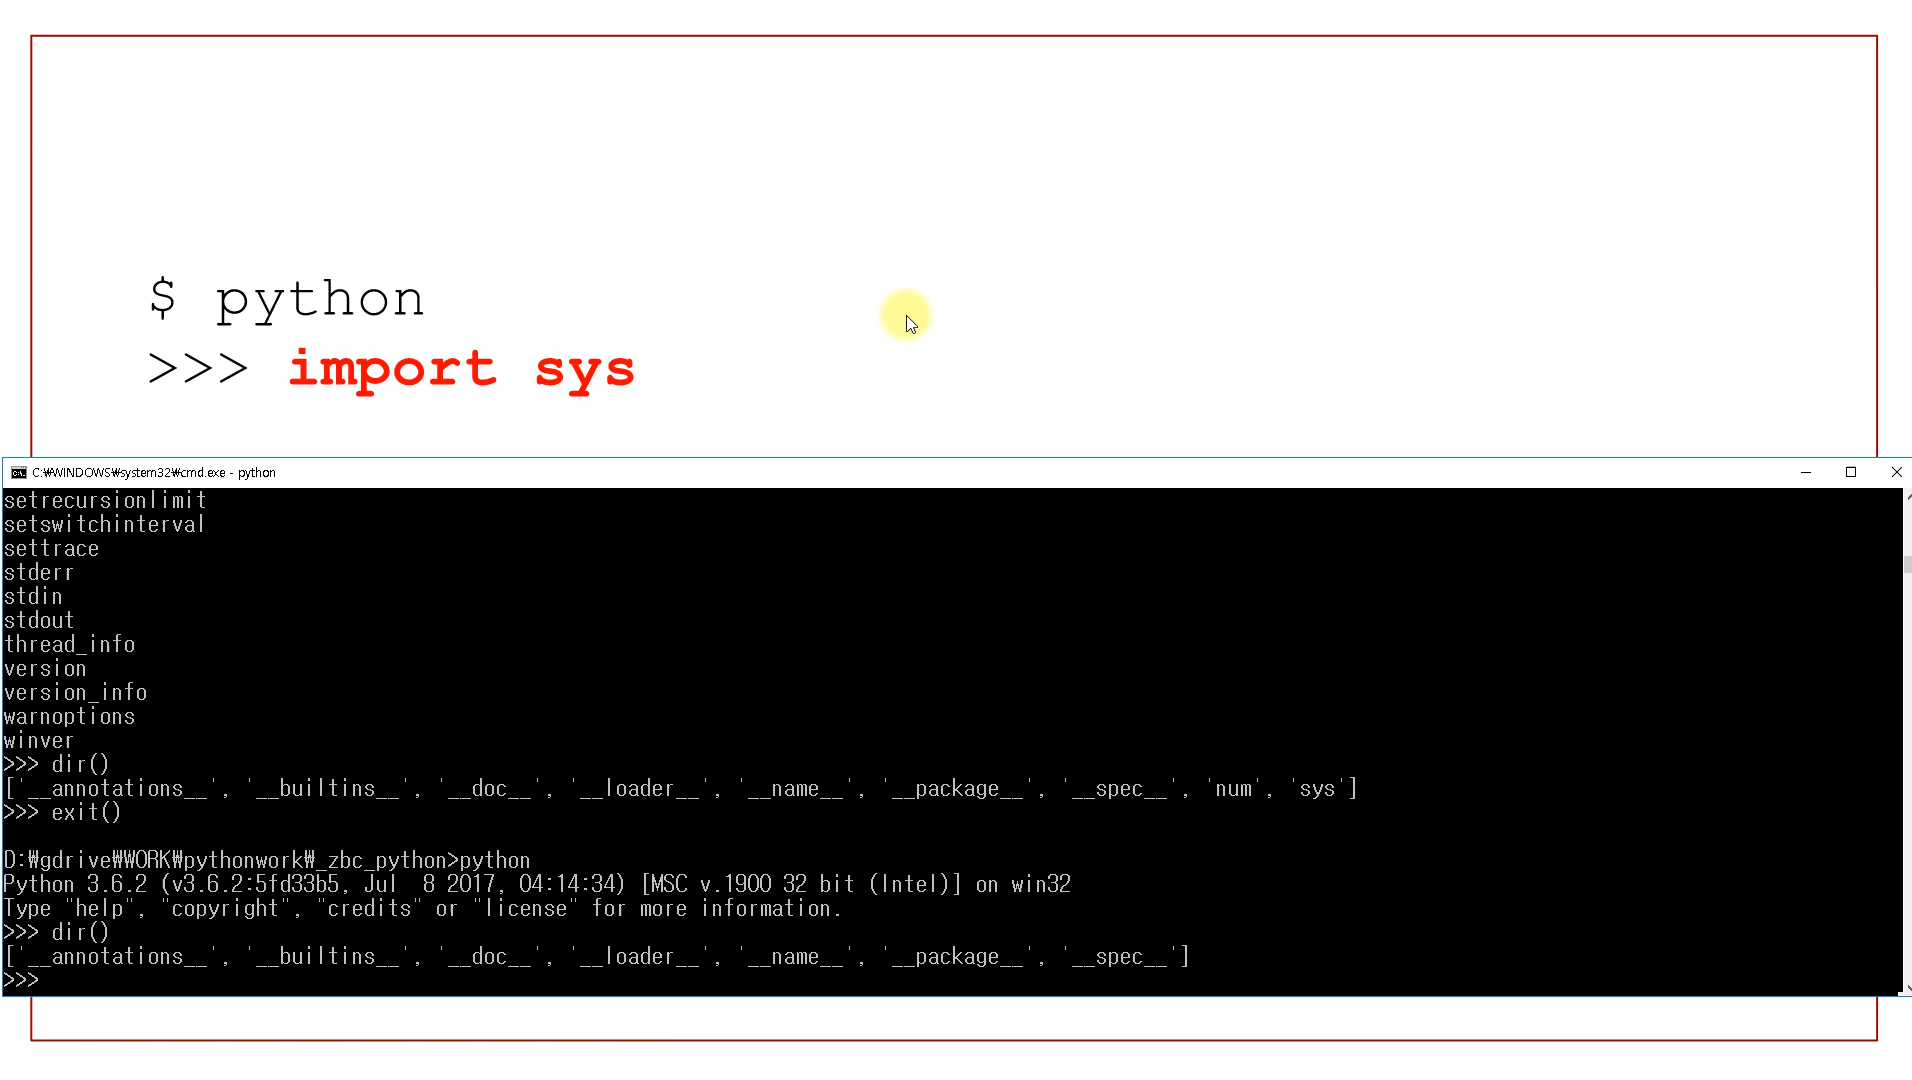 $ python
>>> import sys
C:₩WINDOWS₩system32₩cmd.exe - python
setrecursionlimit
setswitchinterval
settrace
stderr
stdin
stdout
thread_info
version
version_info
warnoptions
winver
>>> dir()
['__annotations__', '__builtins__', '__doc__', '__loader__', '__name__', '__package__', '__spec__', 'num', 'sys']
>>> exit()
D:₩gdrive₩WORK₩pythonwork₩_zbc_python>python
Python 3.6.2 (v3.6.2:5fd33b5, Jul  8 2017, 04:14:34) [MSC v.1900 32 bit (Intel)] on win32
Type "help", "copyright", "credits" or "license" for more information.
>>> dir()
['__annotations__', '__builtins__', '__doc__', '__loader__', '__name__', '__package__', '__spec__']
>>>